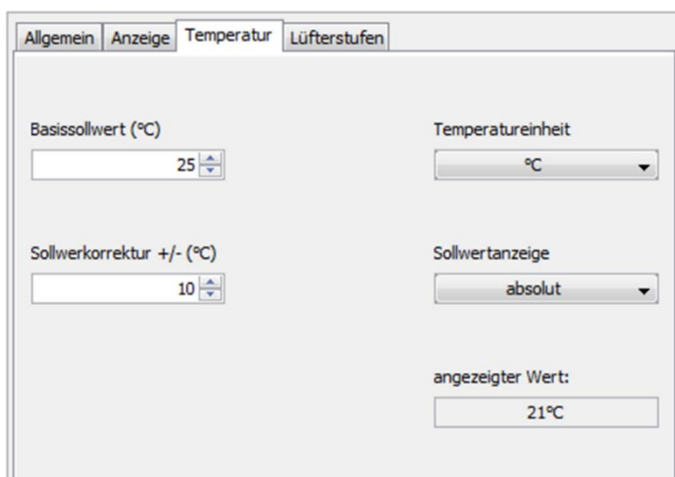 Allgemein Anzeige Temperatur Lüfterstufen
Basissollwert (°C) Temperatureinheit
25 °C
Sollwerkorrektur +/- (°C) Sollwertanzeige
10 absolut
angezeigter Wert:
21°C